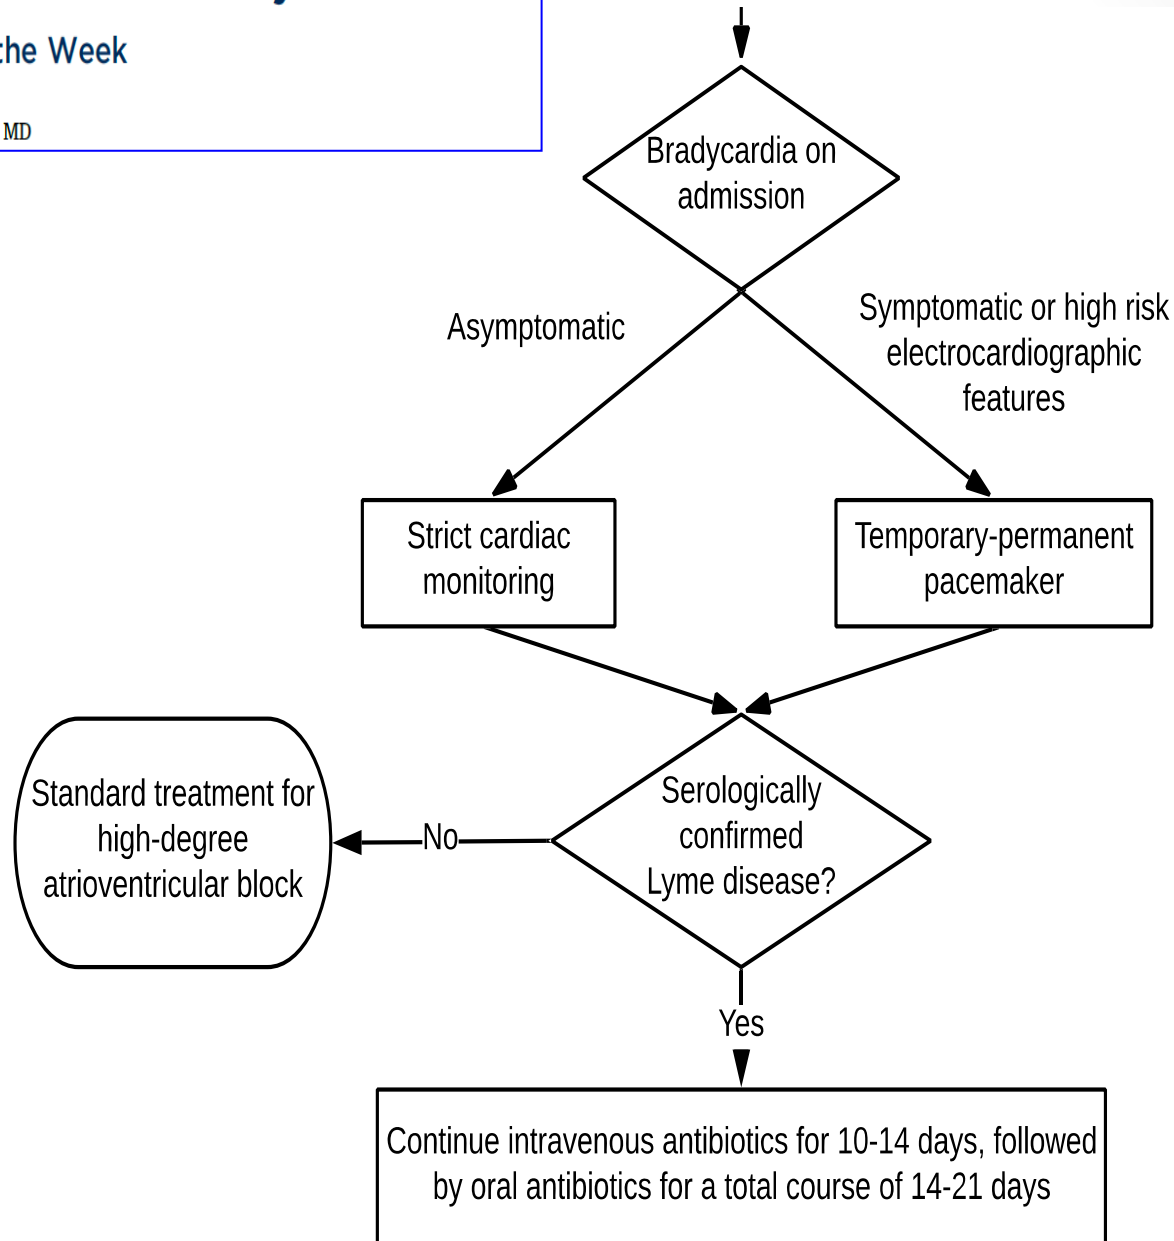 the Week
MD
Bradycardia on
admission
Asymptomatic
Symptomatic or high risk
electrocardiographic
features
Strict cardiac
monitoring
Temporary-permanent
pacemaker
Serologically
confirmed
Lyme disease?
No
Standard treatment for
high-degree
atrioventricular block
Yes
Continue intravenous antibiotics for 10-14 days, followed
by oral antibiotics for a total course of 14-21 days